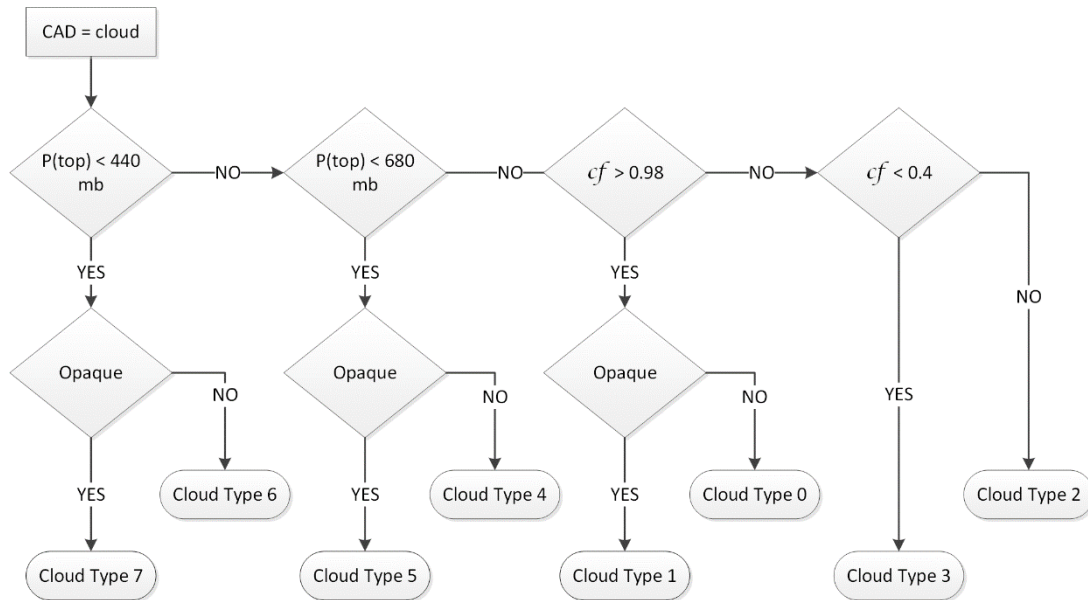 CAD = cloud
P(top) < 440
mb
NO
P(top) < 680
mb
NO
cf > 0.98
NO
cf < 0.4
YES
YES
YES
NO
Opaque
NO
Opaque
NO
Opaque
NO
YES
YES
YES
YES
Cloud Type 6
Cloud Type 4
Cloud Type 0
Cloud Type 2
Cloud Type 7
Cloud Type 5
Cloud Type 1
Cloud Type 3